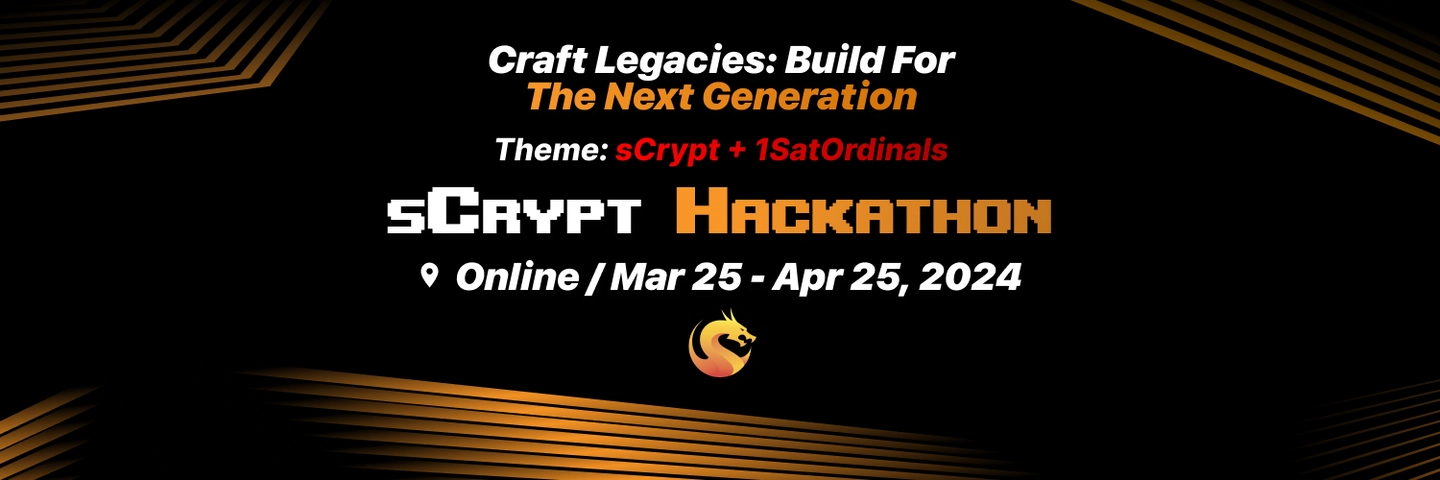 Craft Legacies: Build For
The Next Generation
Theme: sCrypt + 1SatOrdinals
sCrypt Hackathon
Online / Mar 25 - Apr 25, 2024